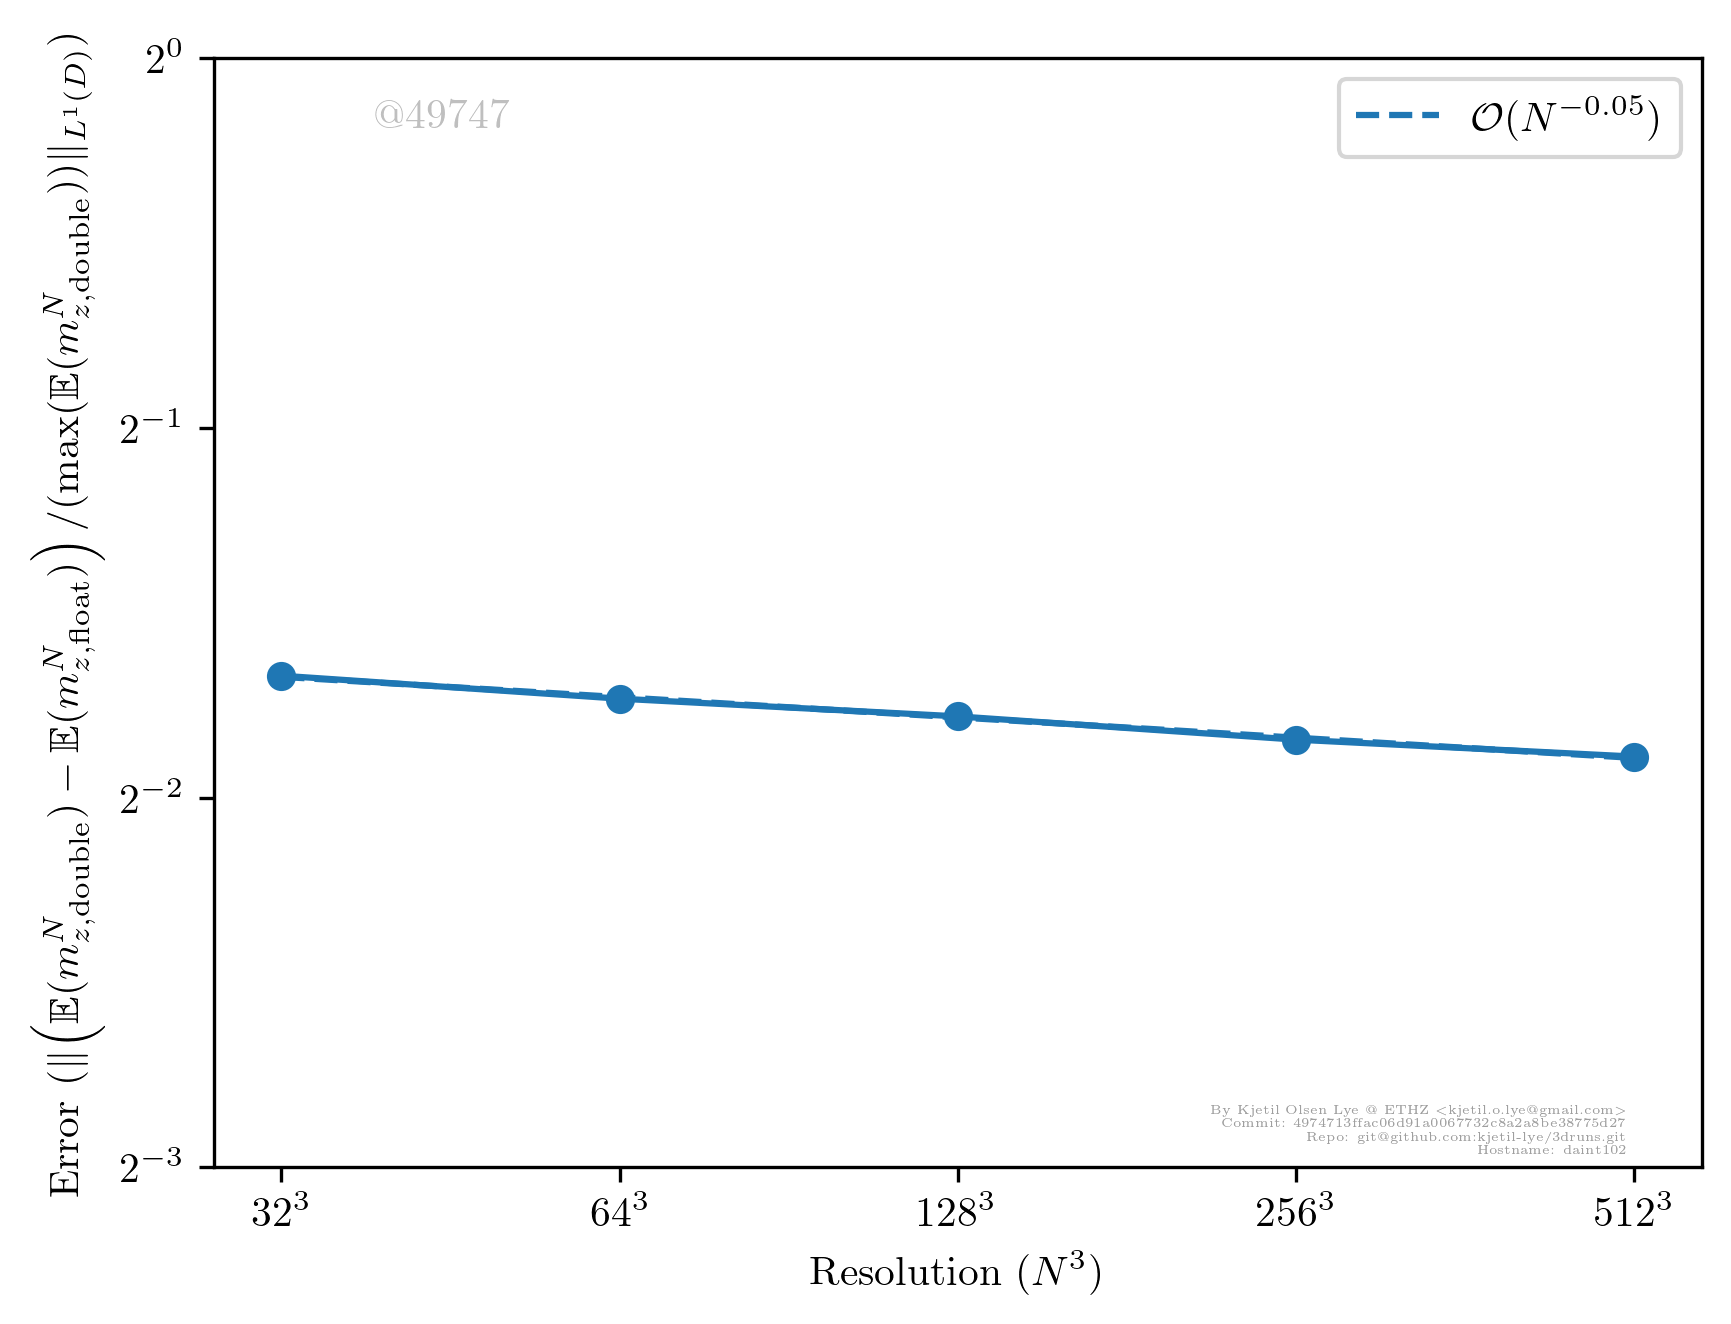 Error (‖(𝔼(m^N_{z,double}) − 𝔼(m^N_{z,float})) /(max(𝔼(m^N_{z,double}))‖_{L^1(D)})
2^0
2^{−1}
2^{−2}
2^{−3}
@49747
𝒪(N^{−0.05})
By Kjetil Olsen Lye @ ETHZ <kjetil.o.lye@gmail.com>
Commit: 4974713ffac06d91a0067732c8a2a8be38775d27
Repo: git@github.com:kjetil-lye/3druns.git
Hostname: daint102
32^3 64^3 128^3 256^3 512^3
Resolution (N^3)